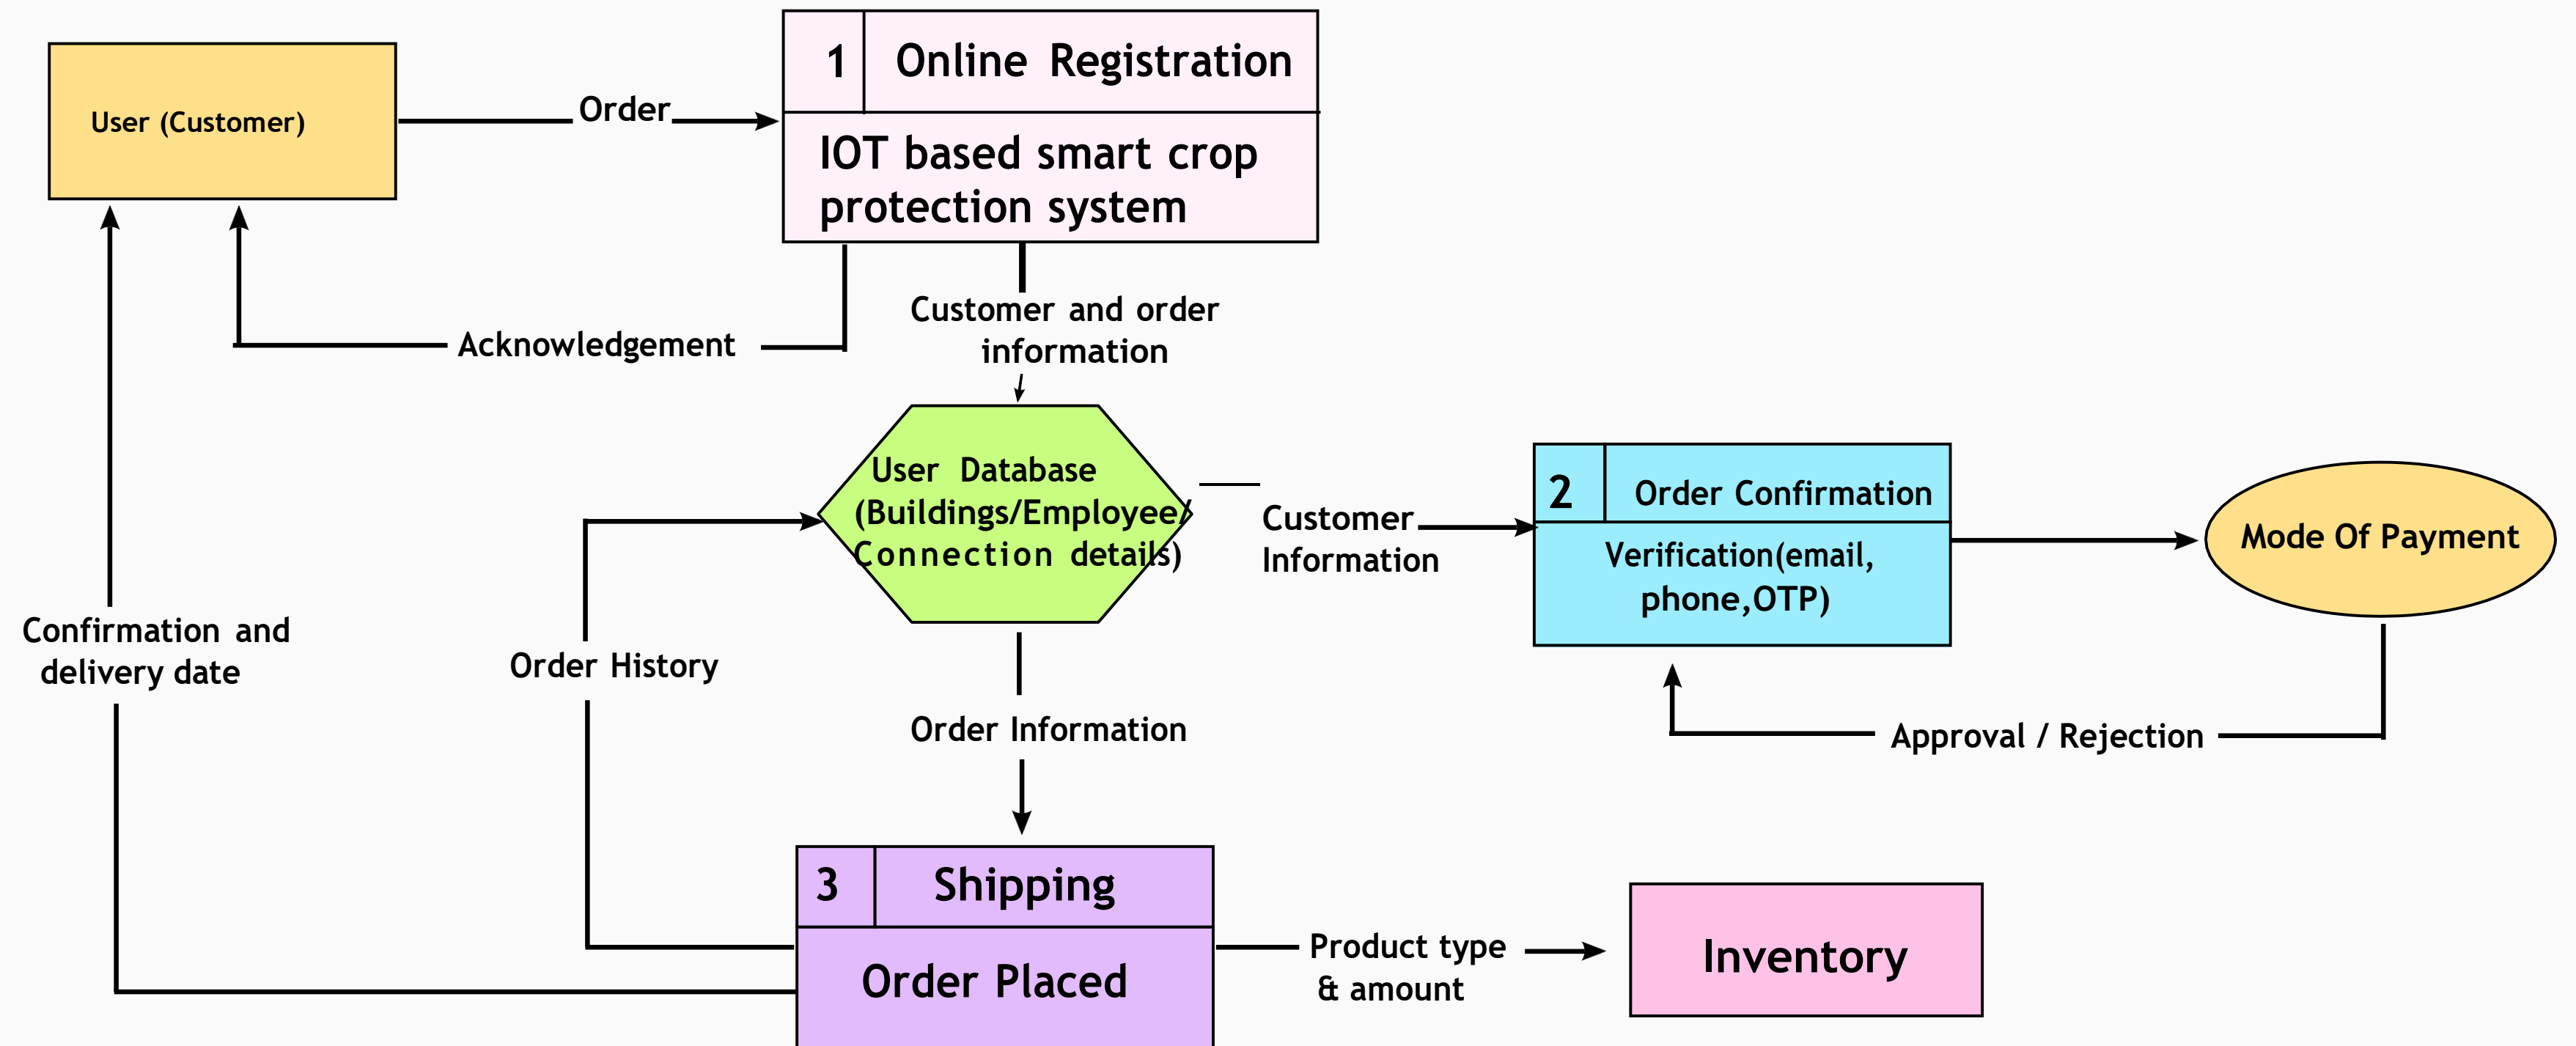 User (Customer)
Order
1
Online Registration
IOT based smart crop
protection system
Acknowledgement
Customer and order
information
User Database
(Buildings/Employee/
Connection details)
Customer
Information
2
Order Confirmation
Verification(email,
phone,OTP)
Mode Of Payment
Confirmation and
delivery date
Order History
Order Information
Approval / Rejection
3
Shipping
Order Placed
Product type
& amount
Inventory